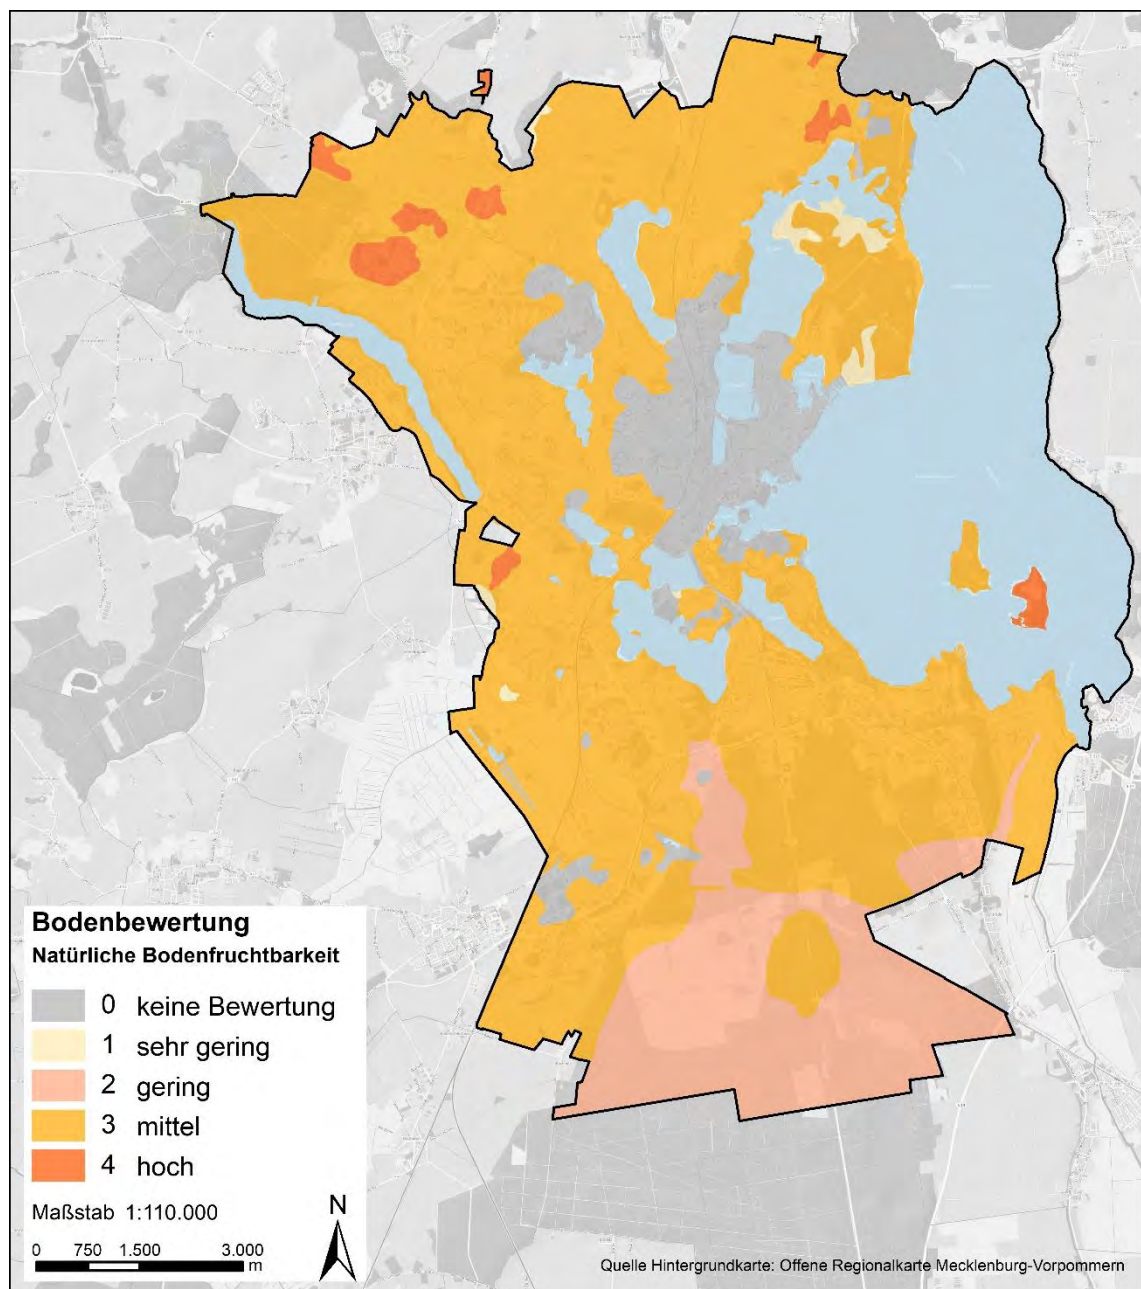 Bodenbewertung
Natürliche Bodenfruchtbarkeit
0 keine Bewertung
1 sehr gering
2 gering
3 mittel
4 hoch
Maßstab 1:110.000
N
0 750 1.500 3.000
m
Quelle Hintergrundkarte: Offene Regionalkarte Mecklenburg-Vorpommern